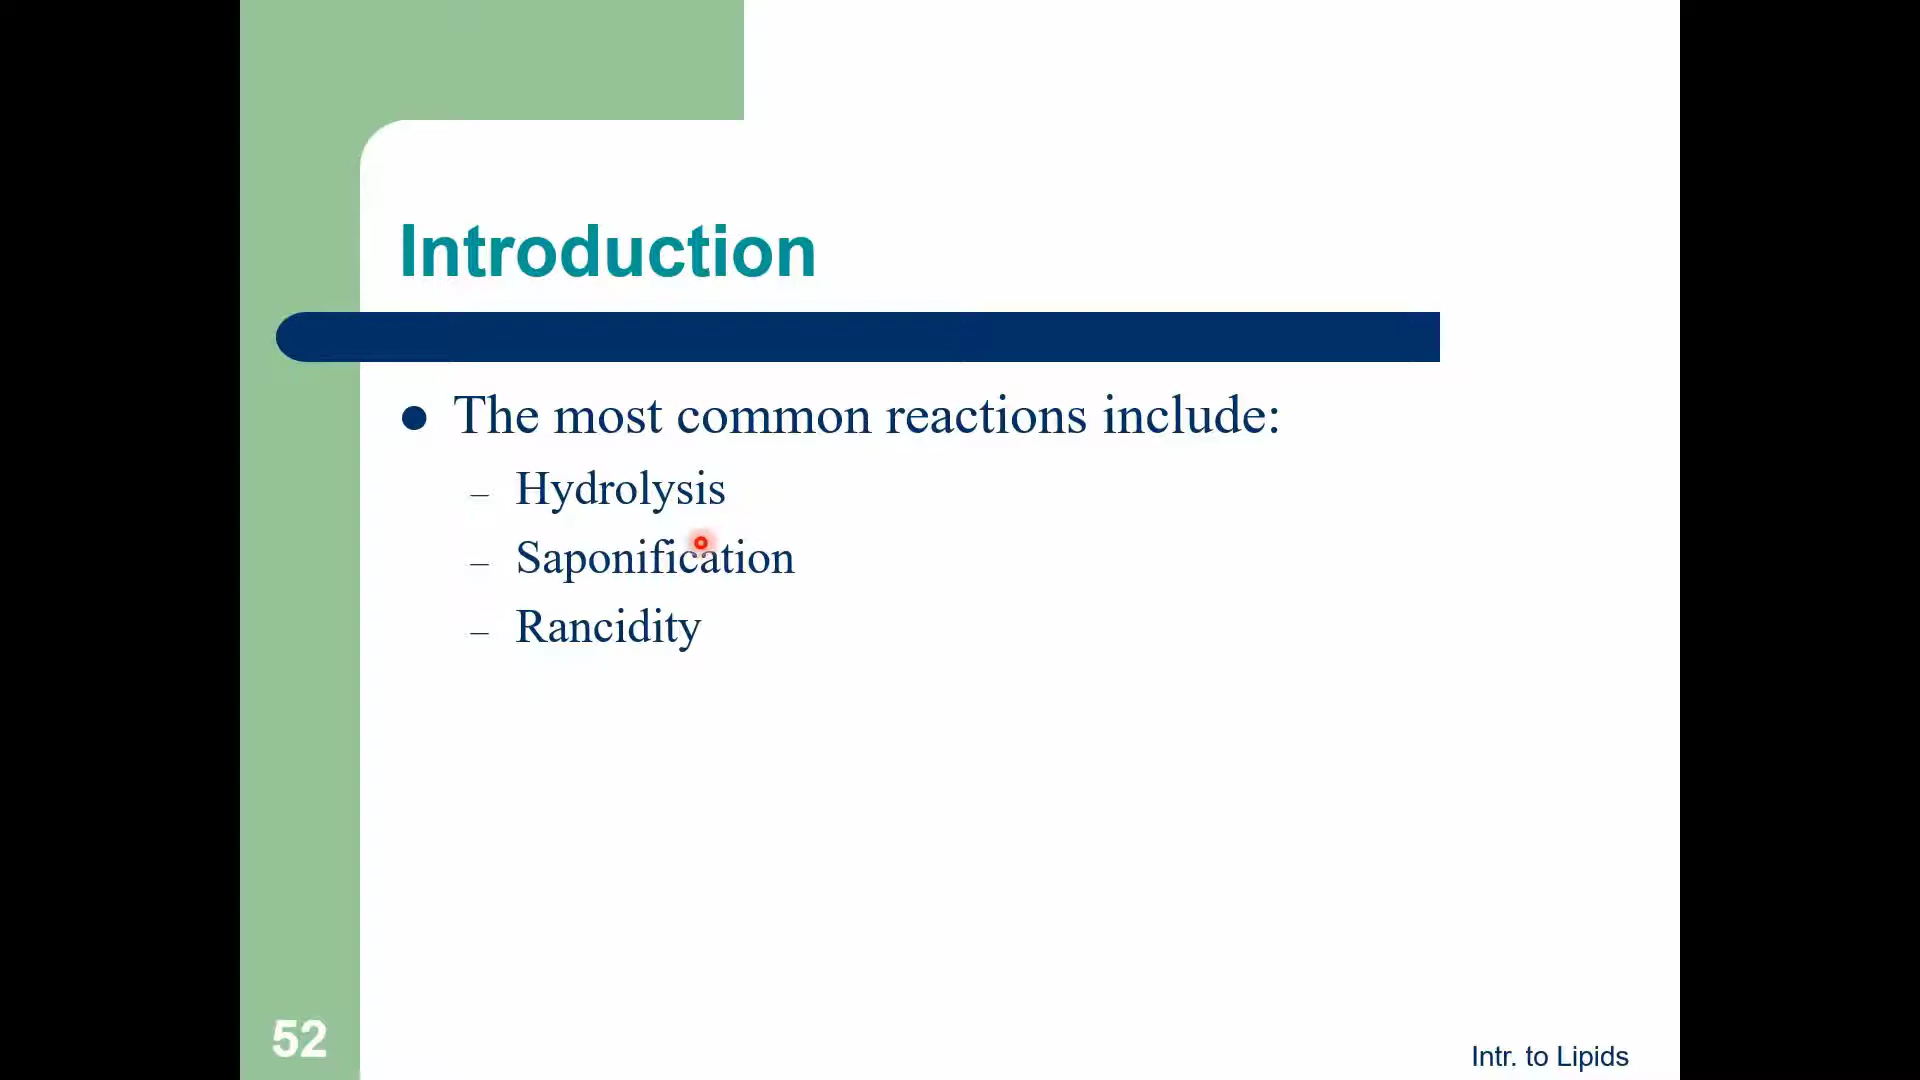 Introduction
● The most common reactions include:
– Hydrolysis
– Saponification
– Rancidity
52
Intr. to Lipids